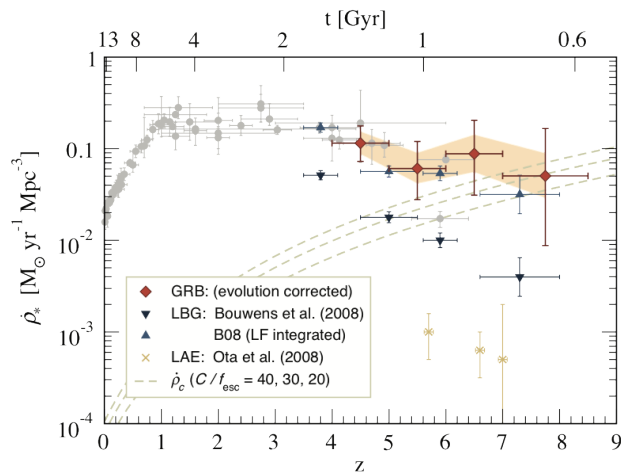 t [Gyr]
13 8 4 2 1 0.6
1
0.1
10⁻²
10⁻³
10⁻⁴
ρ̇* [M⊙ yr⁻¹ Mpc⁻³]
GRB: (evolution corrected)
LBG: Bouwens et al. (2008)
B08 (LF integrated)
LAE: Ota et al. (2008)
ρ̇c (C / fesc = 40, 30, 20)
0 1 2 3 4 5 6 7 8 9
z